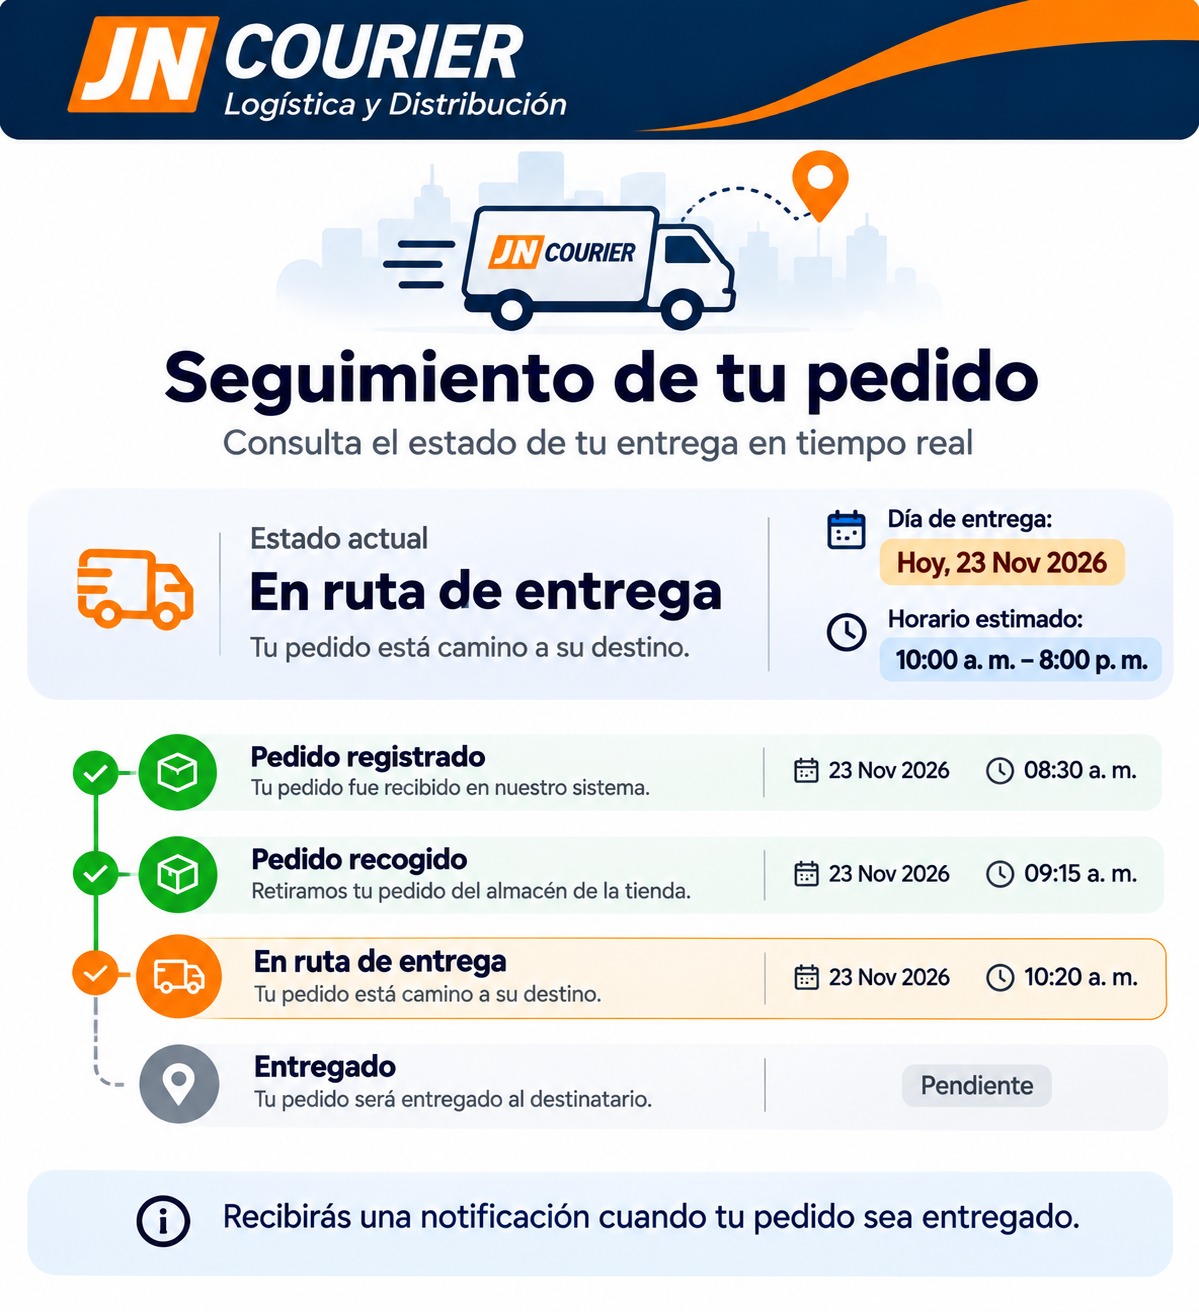 JN COURIER
Logística y Distribución
JN COURIER
Seguimiento de tu pedido
Consulta el estado de tu entrega en tiempo real
Estado actual
En ruta de entrega
Tu pedido está camino a su destino.
Día de entrega:
Hoy, 23 Nov 2026
Horario estimado:
10:00 a. m. – 8:00 p. m.
Pedido registrado
Tu pedido fue recibido en nuestro sistema.
23 Nov 2026 08:30 a. m.
Pedido recogido
Retiramos tu pedido del almacén de la tienda.
23 Nov 2026 09:15 a. m.
En ruta de entrega
Tu pedido está camino a su destino.
23 Nov 2026 10:20 a. m.
Entregado
Tu pedido será entregado al destinatario.
Pendiente
Recibirás una notificación cuando tu pedido sea entregado.